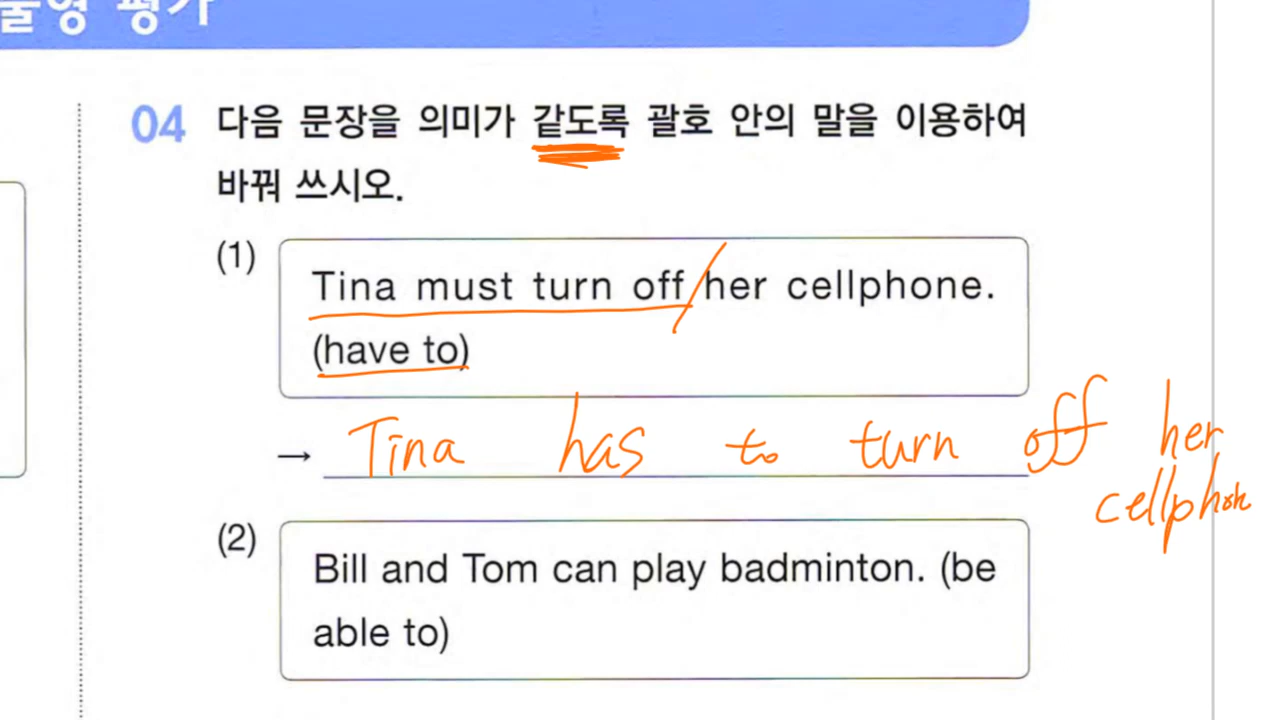 04 다음 문장을 의미가 같도록 괄호 안의 말을 이용하여
바꿔 쓰시오.
(1) Tina must turn off her cellphone.
(have to)
→ Tina has to turn off her
(2) Bill and Tom can play badminton. (be
able to)